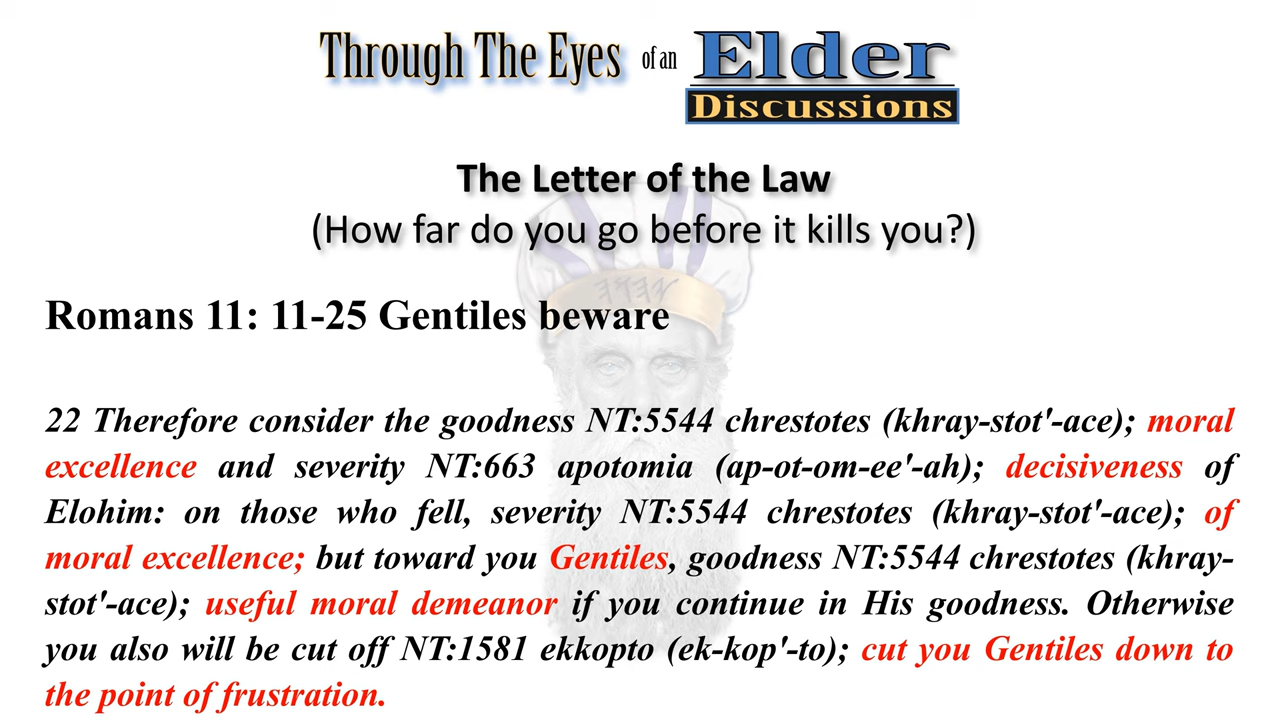 Through The Eyes of an Elder
Discussions
The Letter of the Law
(How far do you go before it kills you?)
Romans 11: 11-25 Gentiles beware
22 Therefore consider the goodness NT:5544 chrestotes (khray-stot'-ace); moral
excellence and severity NT:663 apotomia (ap-ot-om-ee'-ah); decisiveness of
Elohim: on those who fell, severity NT:5544 chrestotes (khray-stot'-ace); of
moral excellence; but toward you Gentiles, goodness NT:5544 chrestotes (khray-
stot'-ace); useful moral demeanor if you continue in His goodness. Otherwise
you also will be cut off NT:1581 ekkopto (ek-kop'-to); cut you Gentiles down to
the point of frustration.